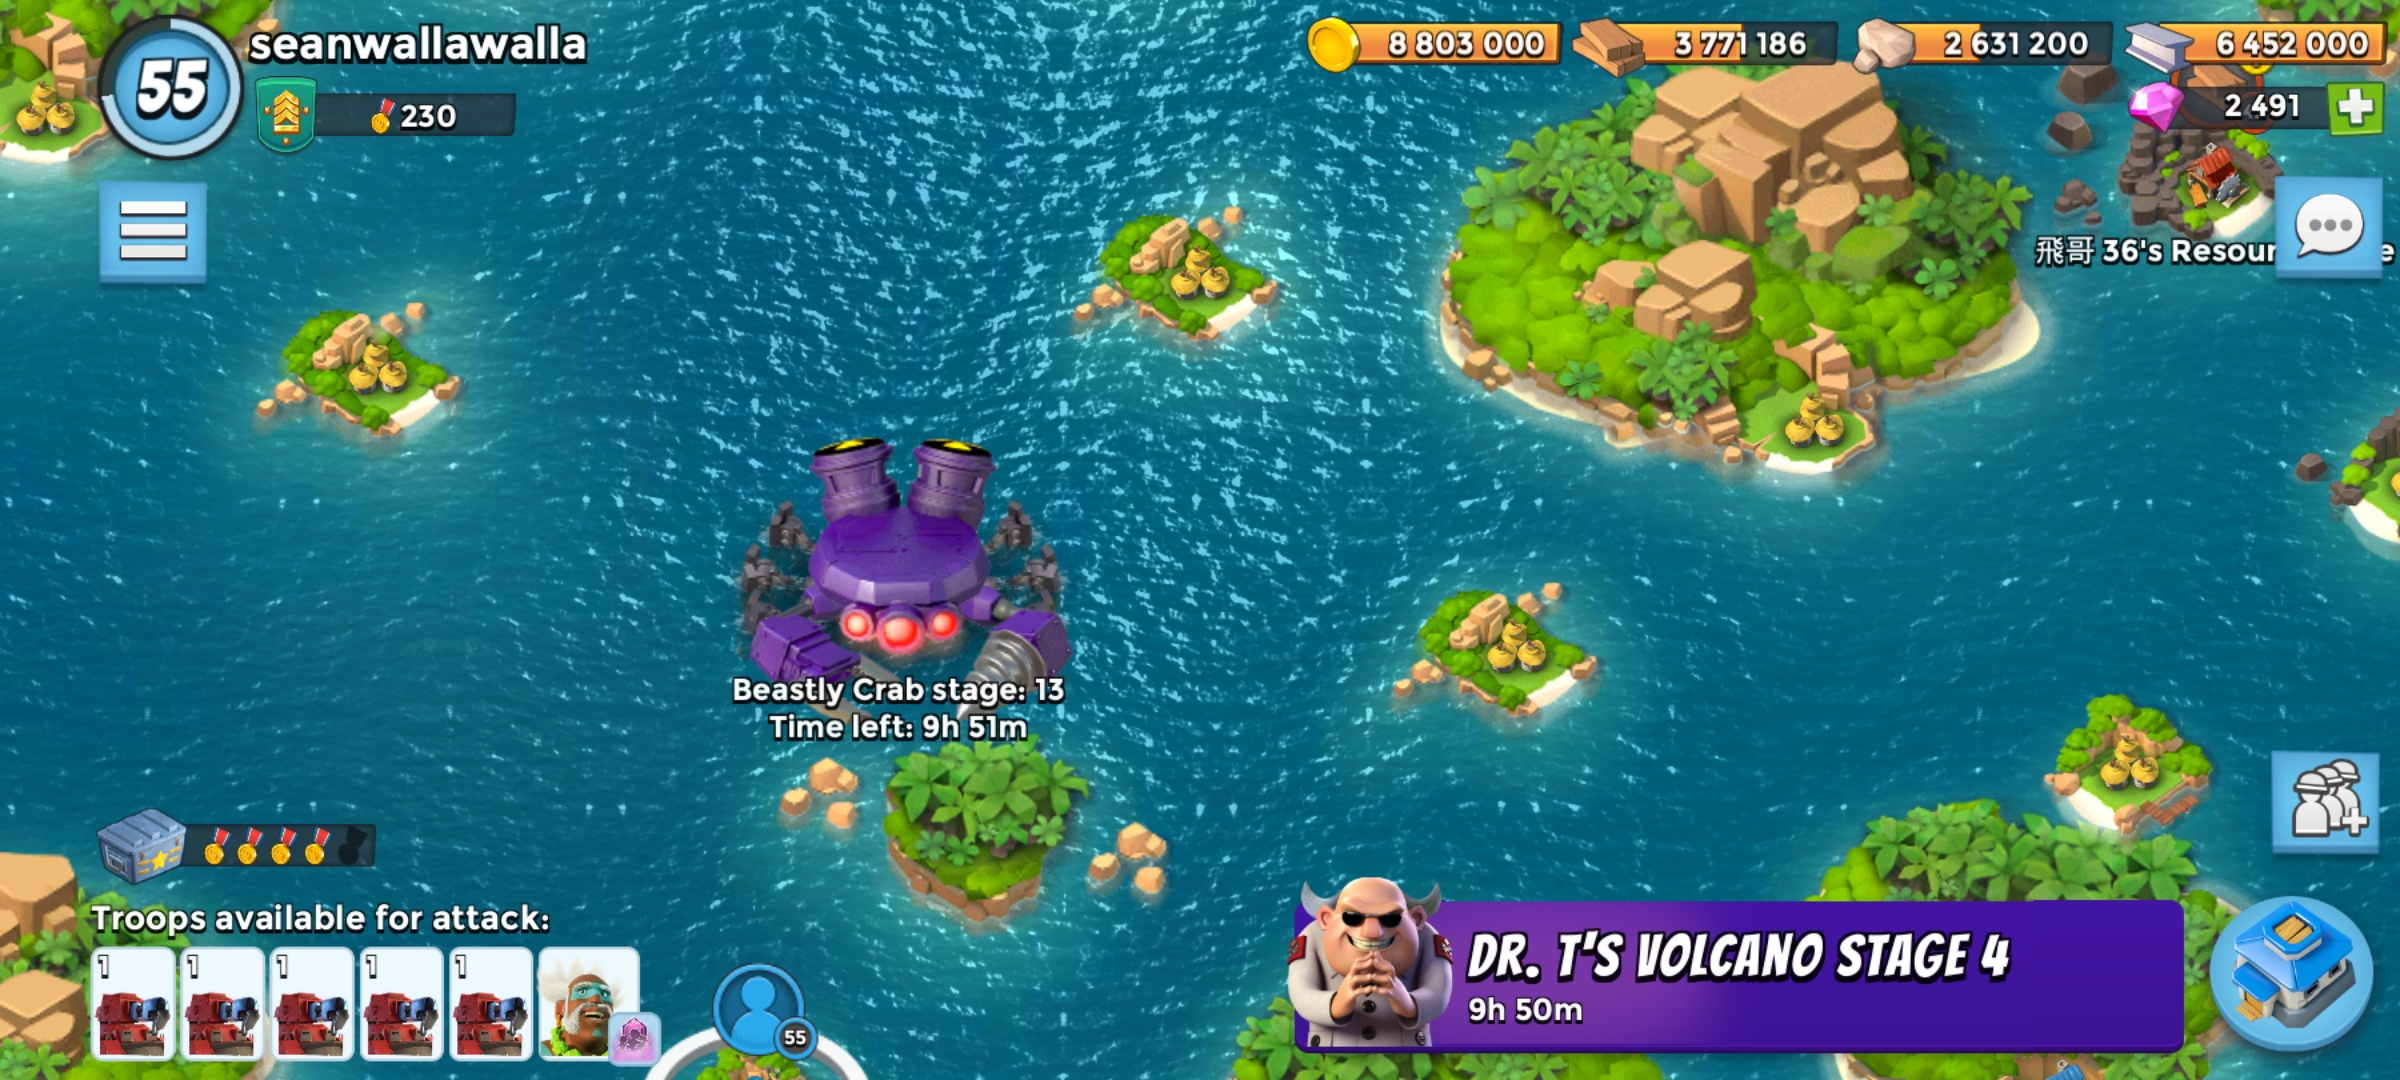 55
seanwallawalla
230
8 803 000
3 771 186
2 631 200
6 452 000
2 491
飛哥 36's Resour
e
Beastly Crab stage: 13
Time left: 9h 51m
Troops available for attack:
1
1
1
1
1
55
DR. T'S VOLCANO STAGE 4
9h 50m